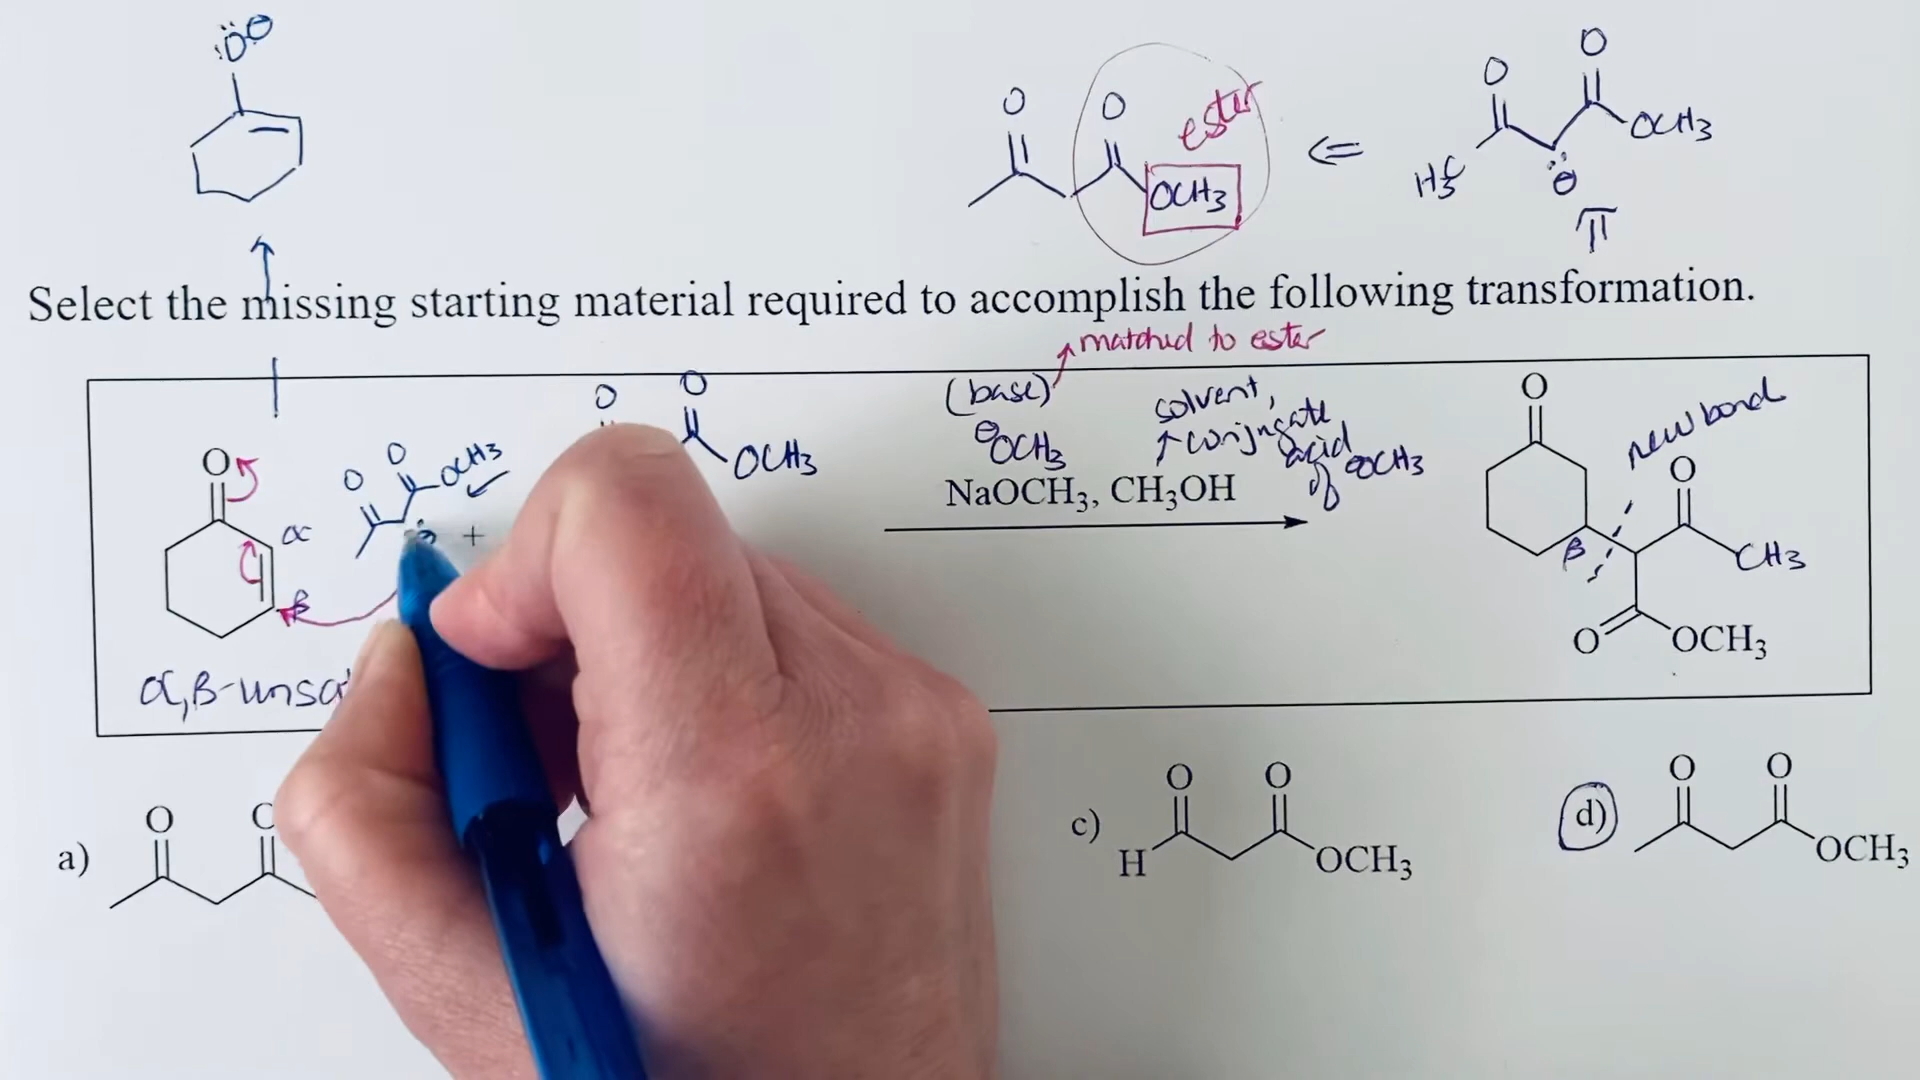 :Ö⊖
O
O
ester
OCH3
⇐
O
O
OCH3
H3C
⊖
π
Select the missing starting material required to accomplish the following transformation.
matched to ester
(base)
⊖OCH3
solvent,
↑conjugate
acid
of ⊖OCH3
NaOCH₃, CH₃OH
O
α
β
O
O
OCH3
+
O
O
OCH3
O
new bond
O
β
CH3
O
OCH₃
α,β-unsa
a)
O
c)
O
O
H
OCH₃
d)
O
O
OCH₃